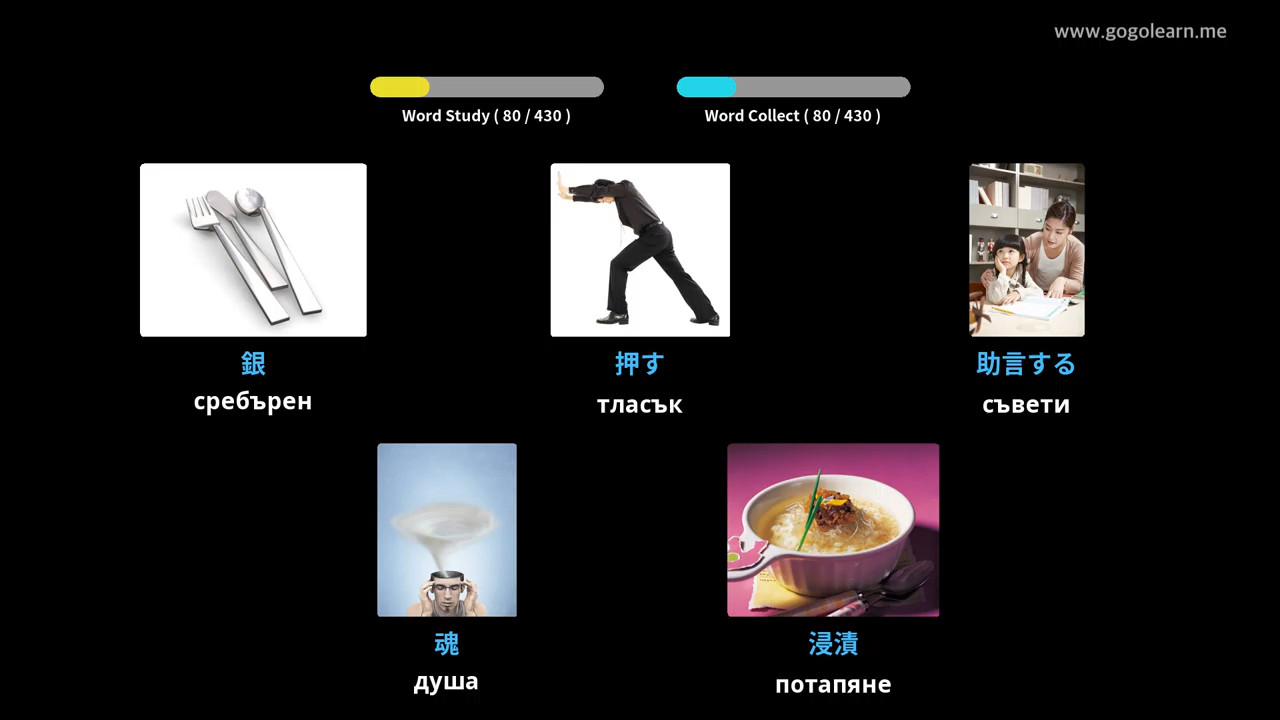 www.gogolearn.me
Word Study ( 80 / 430 )
Word Collect ( 80 / 430 )
銀
сребърен
押す
тласък
助言する
съвети
魂
душа
浸漬
потапяне